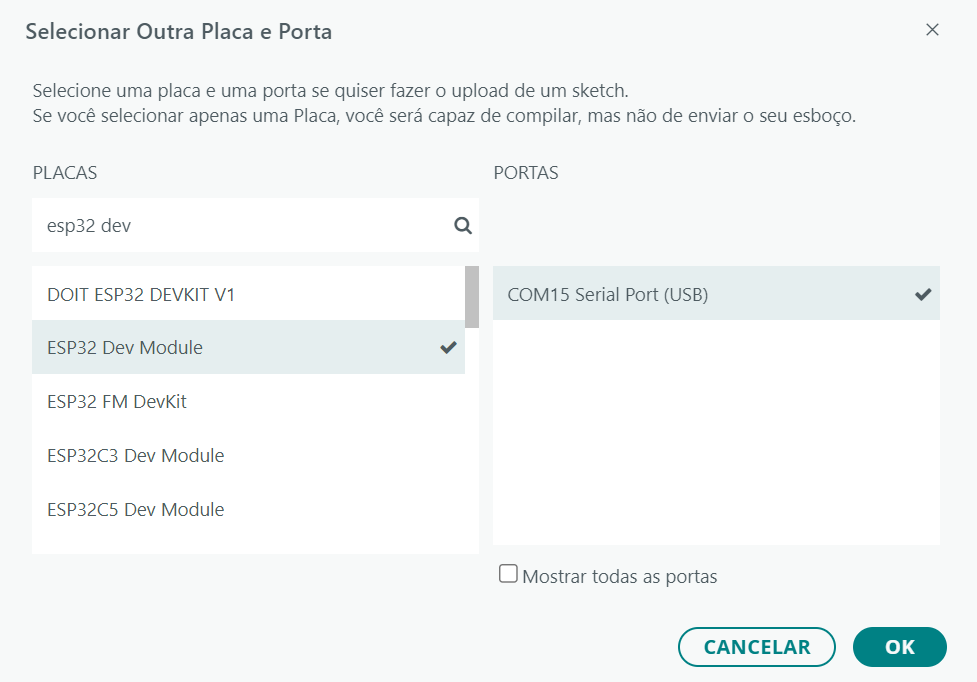 Selecionar Outra Placa e Porta
Selecione uma placa e uma porta se quiser fazer o upload de um sketch.
Se você selecionar apenas uma Placa, você será capaz de compilar, mas não de enviar o seu esboço.
PLACAS
esp32 dev
DOIT ESP32 DEVKIT V1
ESP32 Dev Module
ESP32 FM DevKit
ESP32C3 Dev Module
ESP32C5 Dev Module
PORTAS
COM15 Serial Port (USB)
Mostrar todas as portas
CANCELAR
OK